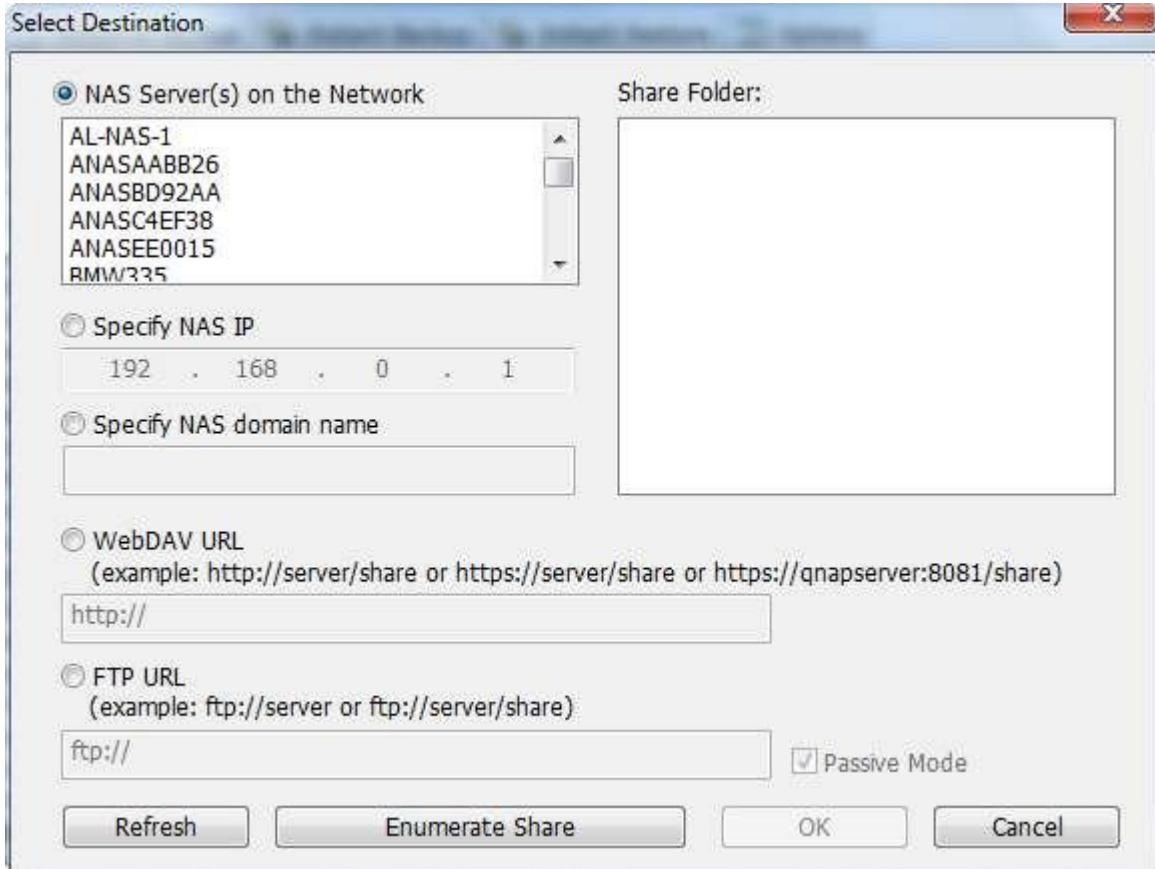 Select Destination
NAS Server(s) on the Network
AL-NAS-1
ANASAABB26
ANASBD92AA
ANASC4EF38
ANASEE0015
BMW335
Share Folder:
Specify NAS IP
192 . 168 . 0 . 1
Specify NAS domain name
WebDAV URL
(example: http://server/share or https://server/share or https://qnapserver:8081/share)
http://
FTP URL
(example: ftp://server or ftp://server/share)
ftp://
Passive Mode
Refresh
Enumerate Share
OK
Cancel